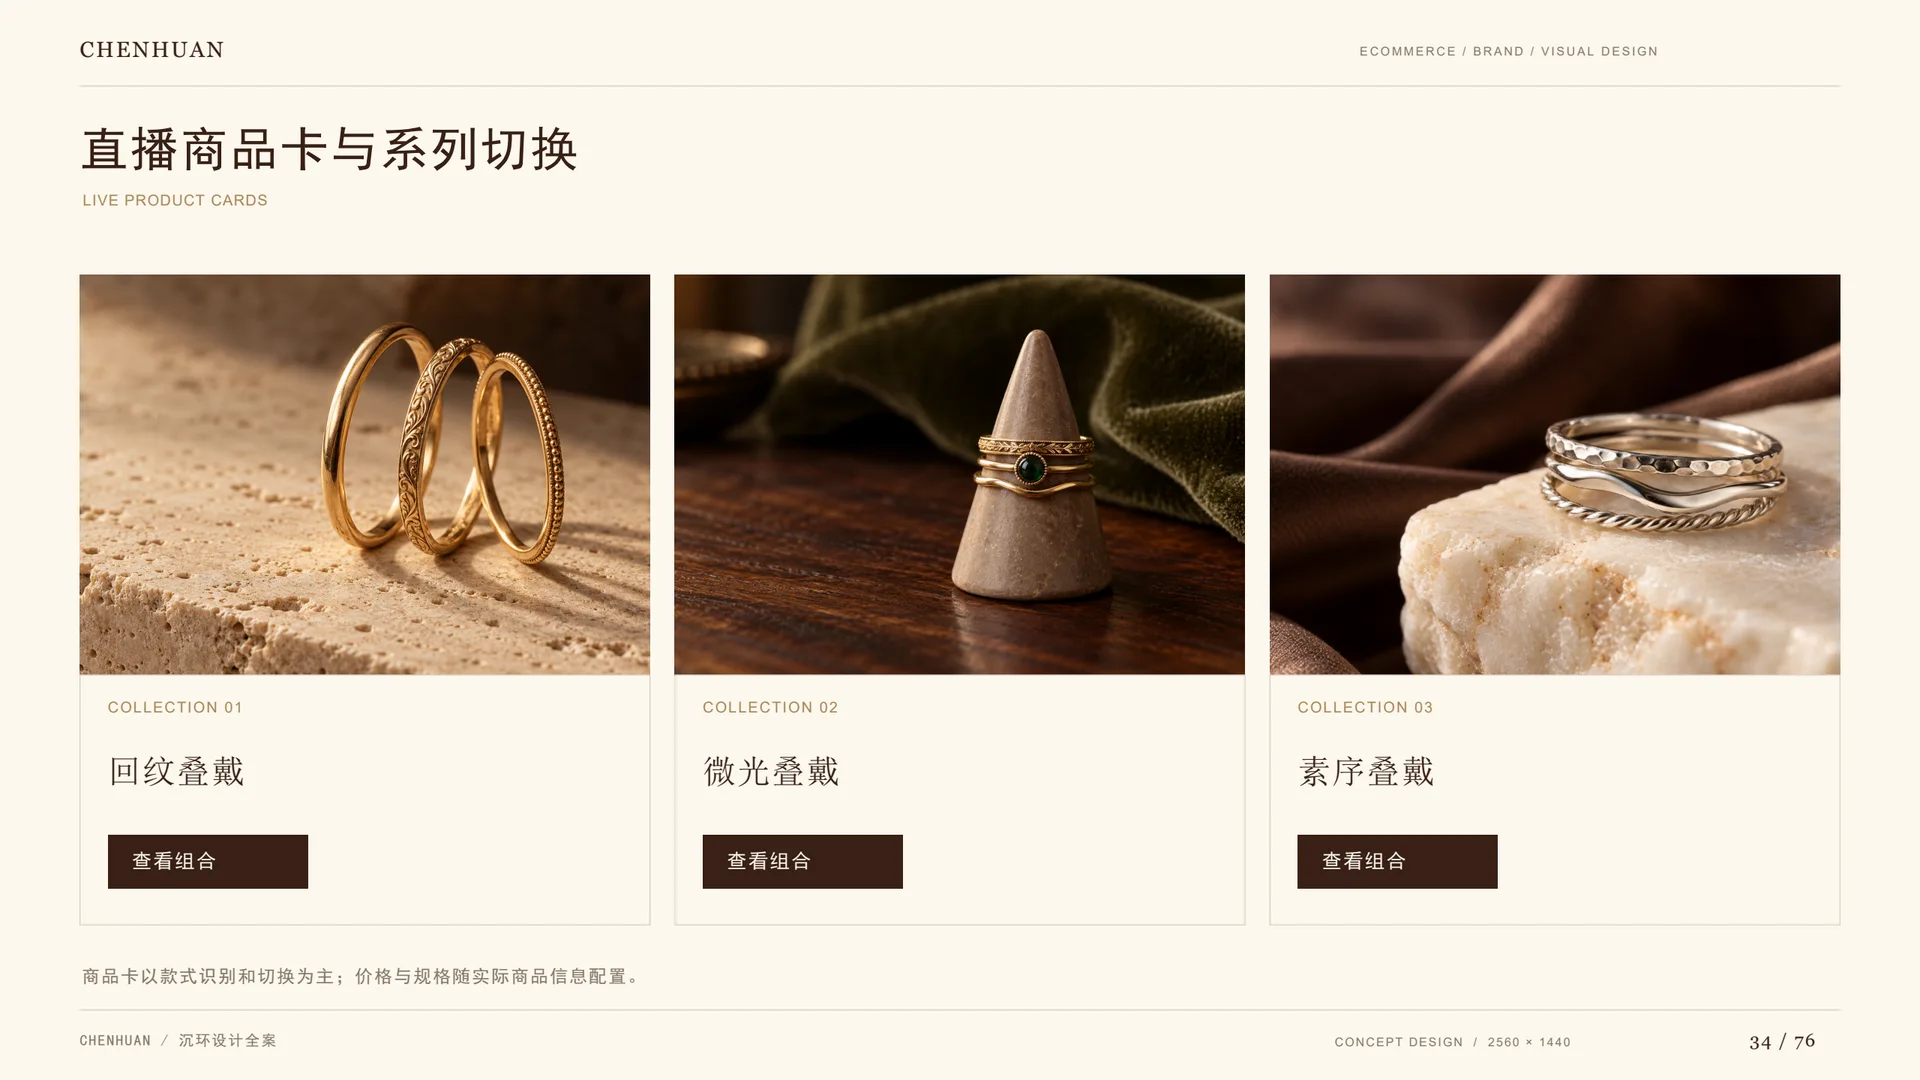 CHENHUAN
ECOMMERCE / BRAND / VISUAL DESIGN
直播商品卡与系列切换
LIVE PRODUCT CARDS
COLLECTION 01
回纹叠戴
查看组合
COLLECTION 02
微光叠戴
查看组合
COLLECTION 03
素序叠戴
查看组合
商品卡以款式识别和切换为主；价格与规格随实际商品信息配置。
CHENHUAN / 沉环设计全案
CONCEPT DESIGN / 2560 × 1440
34 / 76